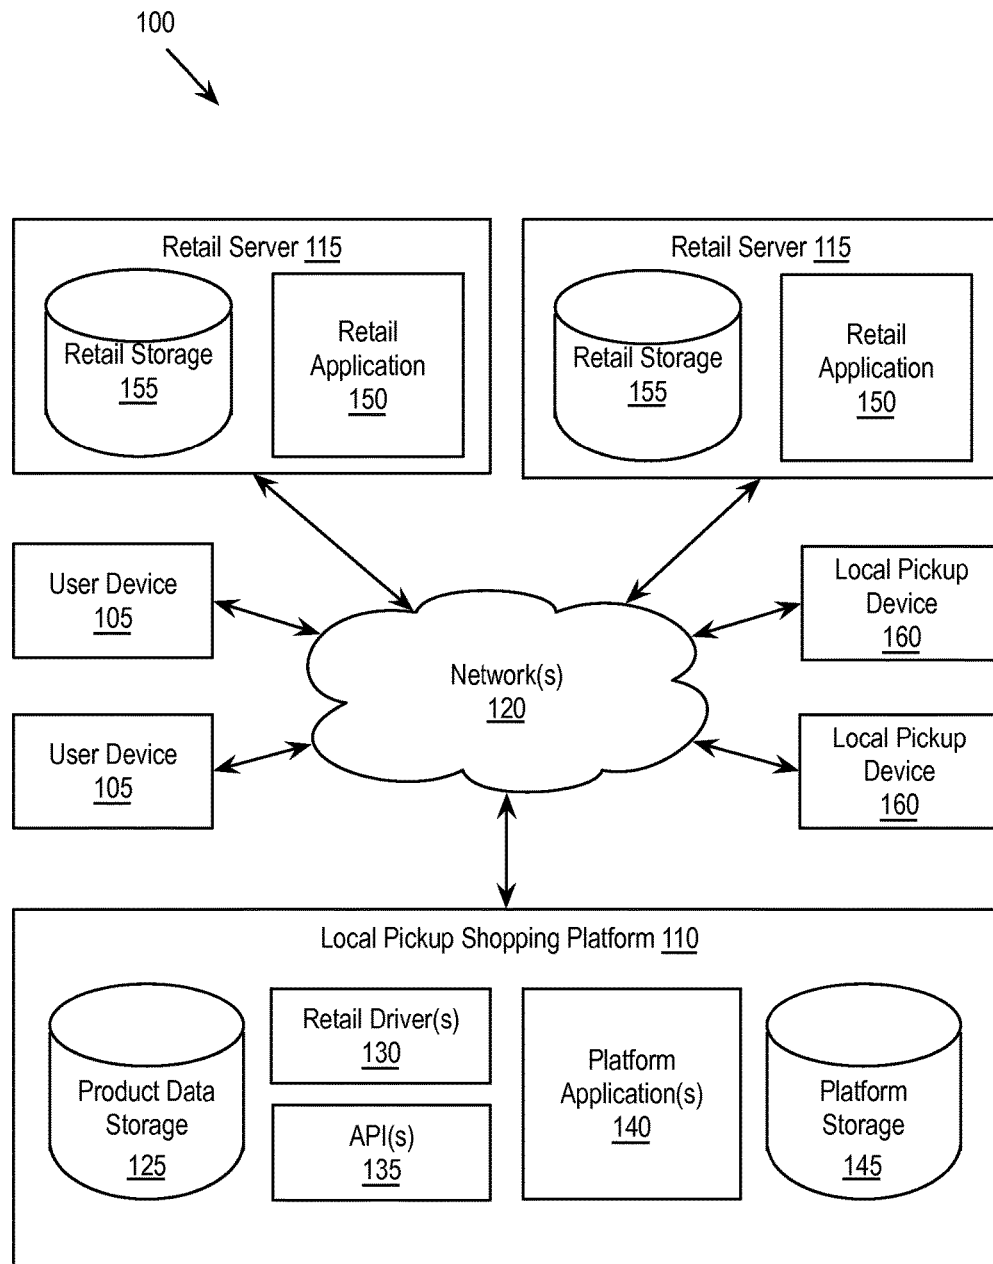 100
Retail Server 115
Retail Storage
155
Retail
Application
150
Retail Server 115
Retail Storage
155
Retail
Application
150
User Device
105
Local Pickup
Device
160
Network(s)
120
User Device
105
Local Pickup
Device
160
Local Pickup Shopping Platform 110
Product Data
Storage
125
Retail Driver(s)
130
API(s)
135
Platform
Application(s)
140
Platform
Storage
145